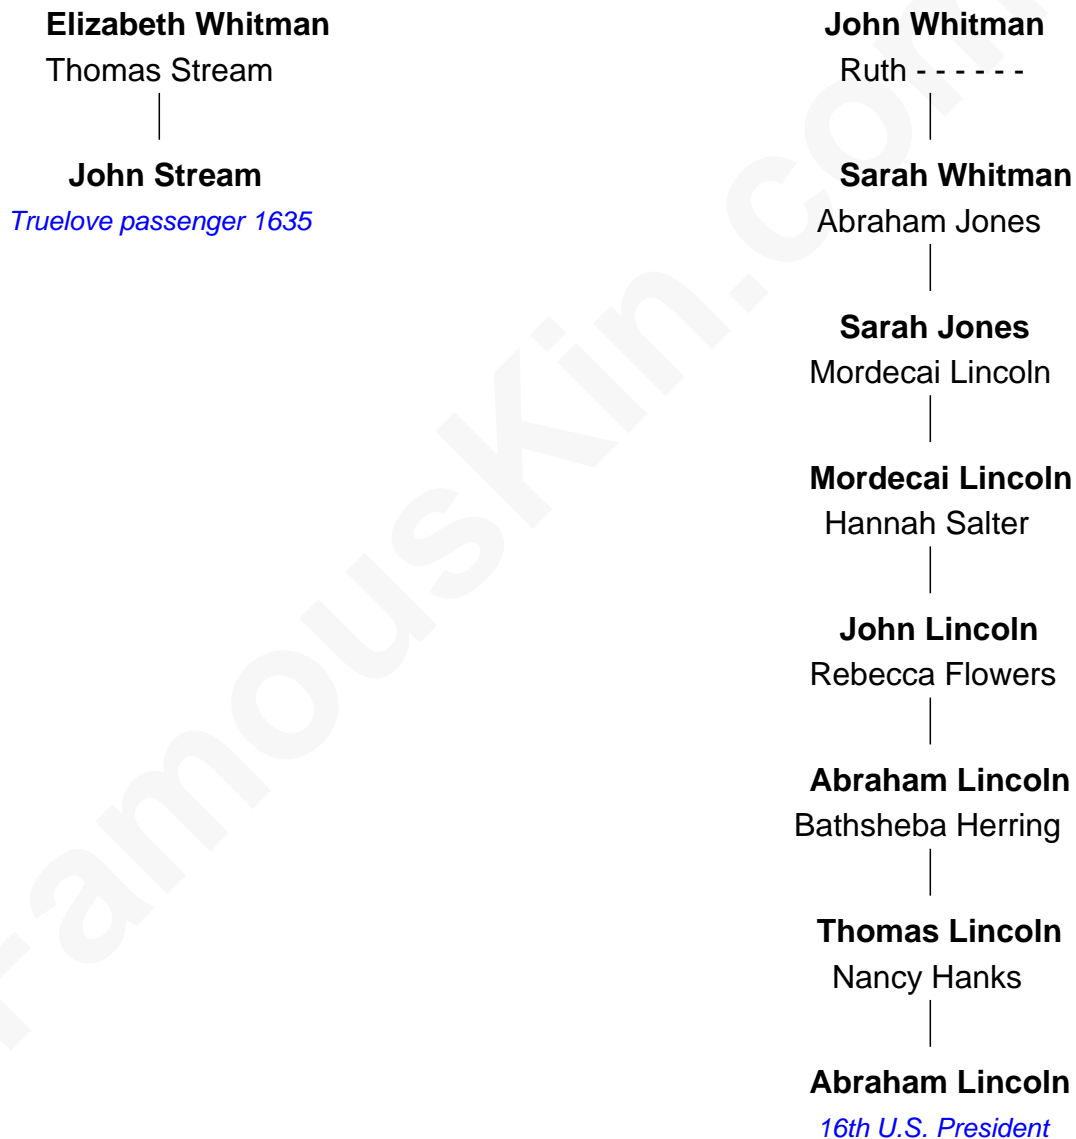 Elizabeth Whitman
Thomas Stream
John Stream
Truelove passenger 1635
John Whitman
Ruth - - - - - -
Sarah Whitman
Abraham Jones
Sarah Jones
Mordecai Lincoln
Mordecai Lincoln
Hannah Salter
John Lincoln
Rebecca Flowers
Abraham Lincoln
Bathsheba Herring
Thomas Lincoln
Nancy Hanks
Abraham Lincoln
16th U.S. President
FamousKin.com